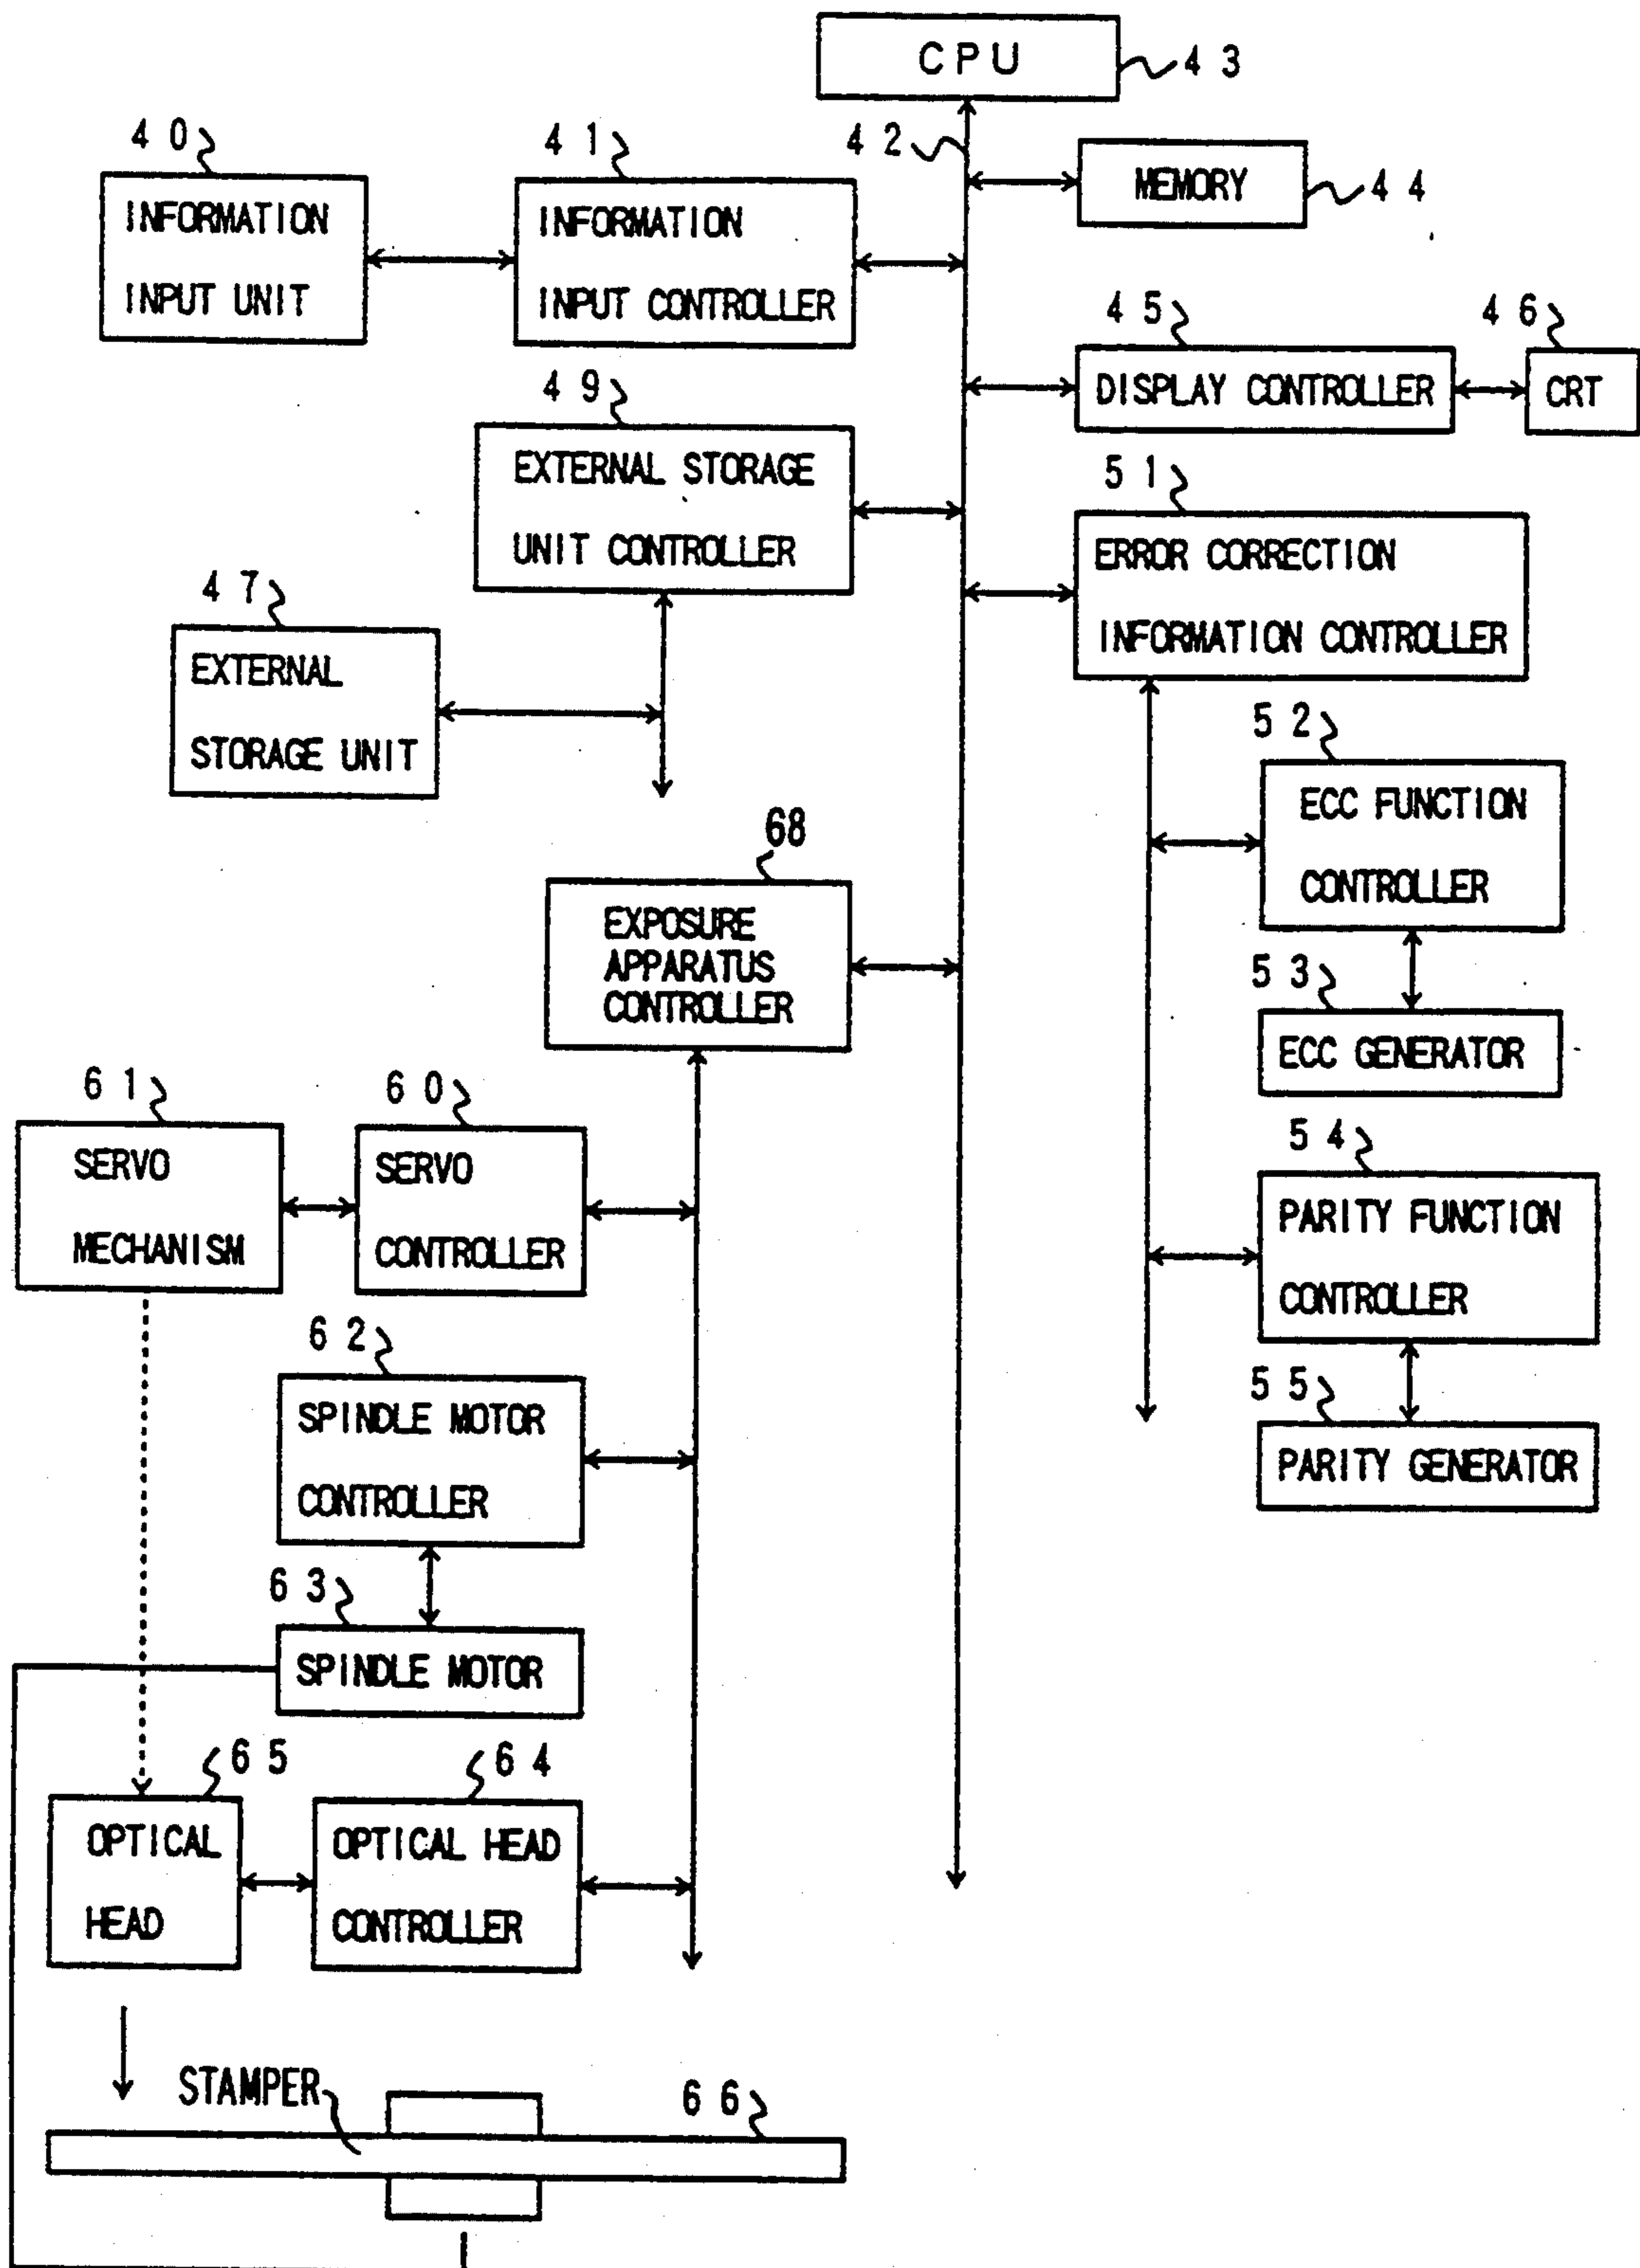 CPU
43
40
41
42
MEMORY
44
INFORMATION
INPUT UNIT
INFORMATION
INPUT CONTROLLER
45
46
DISPLAY CONTROLLER
CRT
49
EXTERNAL STORAGE
UNIT CONTROLLER
51
ERROR CORRECTION
INFORMATION CONTROLLER
47
EXTERNAL
STORAGE UNIT
52
ECC FUNCTION
CONTROLLER
68
EXPOSURE
APPARATUS
CONTROLLER
53
ECC GENERATOR
61
SERVO
MECHANISM
60
SERVO
CONTROLLER
54
PARITY FUNCTION
CONTROLLER
62
SPINDLE MOTOR
CONTROLLER
55
PARITY GENERATOR
63
SPINDLE MOTOR
65
OPTICAL
HEAD
64
OPTICAL HEAD
CONTROLLER
STAMPER
66